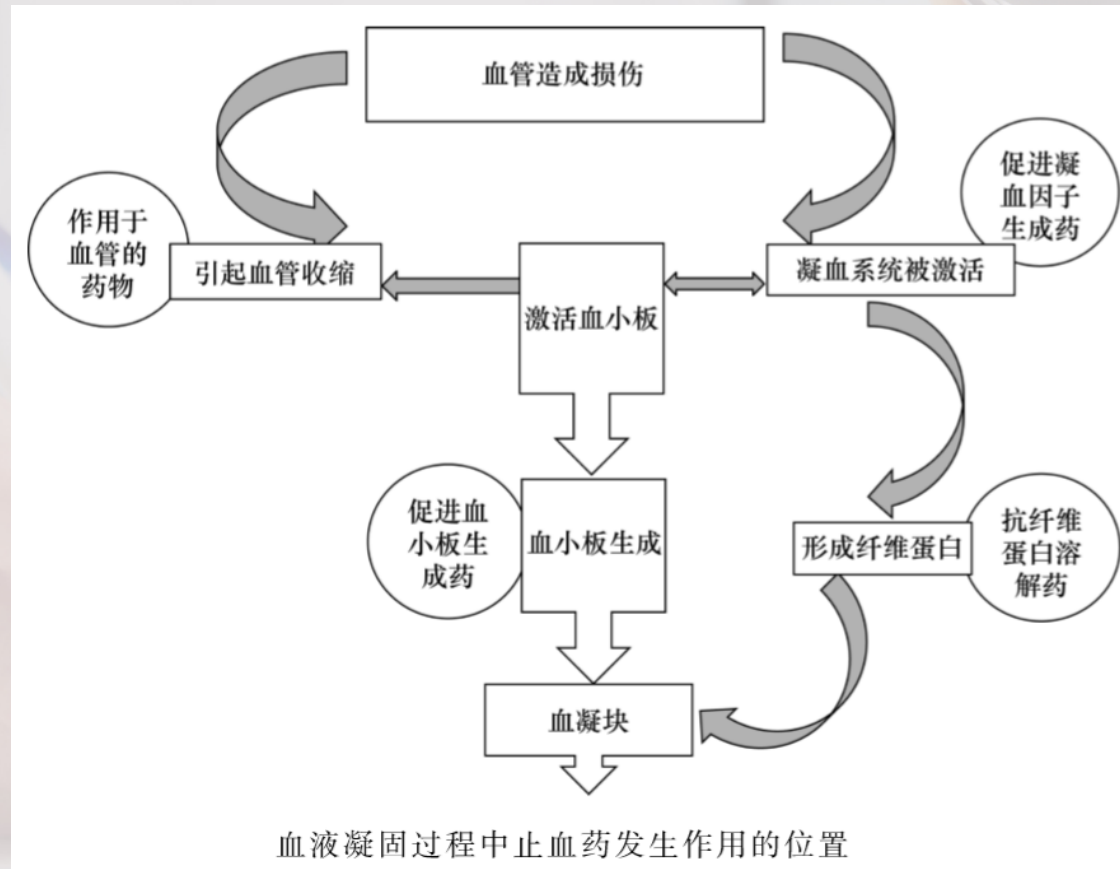 血管造成损伤
促进凝
血因子
生成药
作用于
血管的
药物
引起血管收缩
激活血小板
凝血系统被激活
促进血
小板生
成药
血小板生成
形成纤维蛋白
抗纤维
蛋白溶
解药
血凝块
血液凝固过程中止血药发生作用的位置